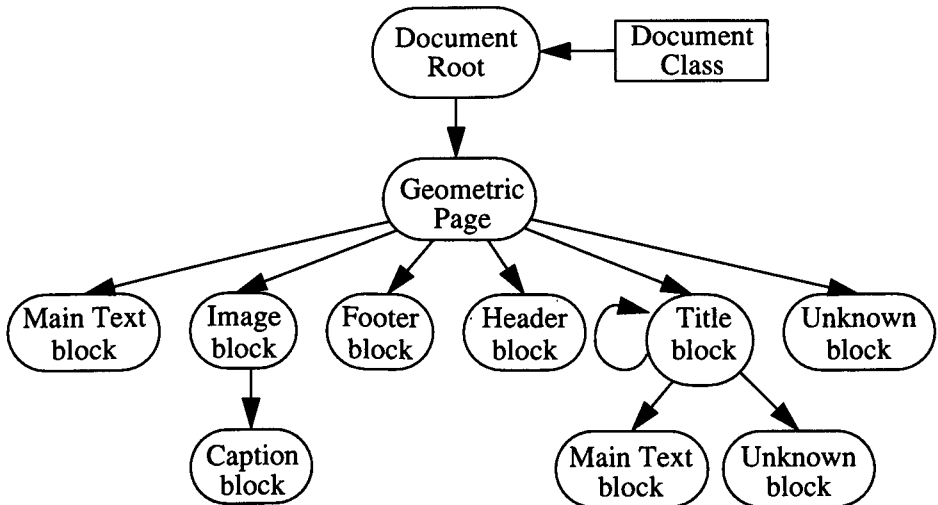 Document
Root
Document
Class
Geometric
Page
Main Text
block
Image
block
Footer
block
Header
block
Title
block
Unknown
block
Caption
block
Main Text
block
Unknown
block